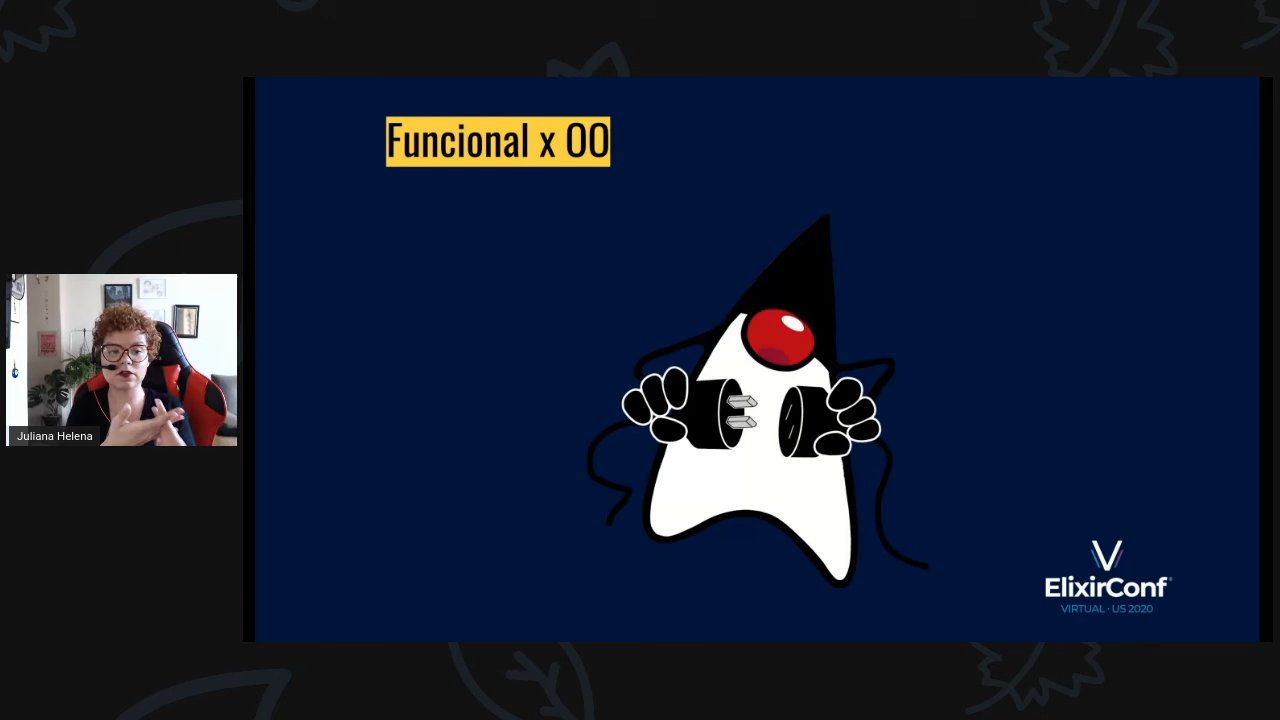 Funcional x OO
Juliana Helena
ElixirConf
VIRTUAL · US 2020